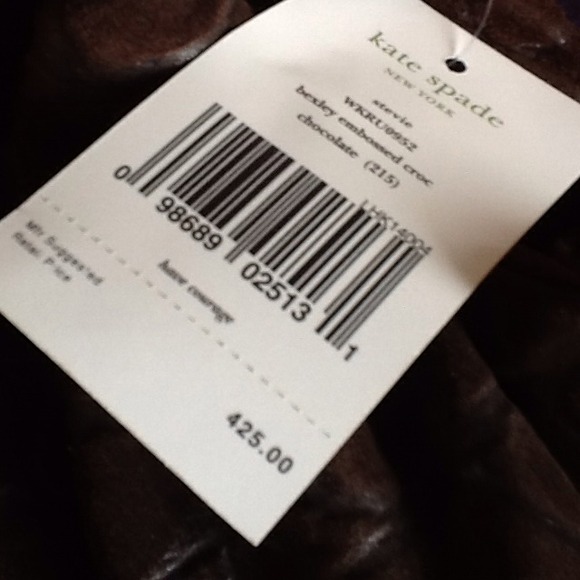 kate spade
NEW YORK
stevie
WKRU0952
bexley embossed croc
chocolate (215)
LHK14004
0 98689 02513 1
have courage
Mfr Suggested
Retail Price
425.00